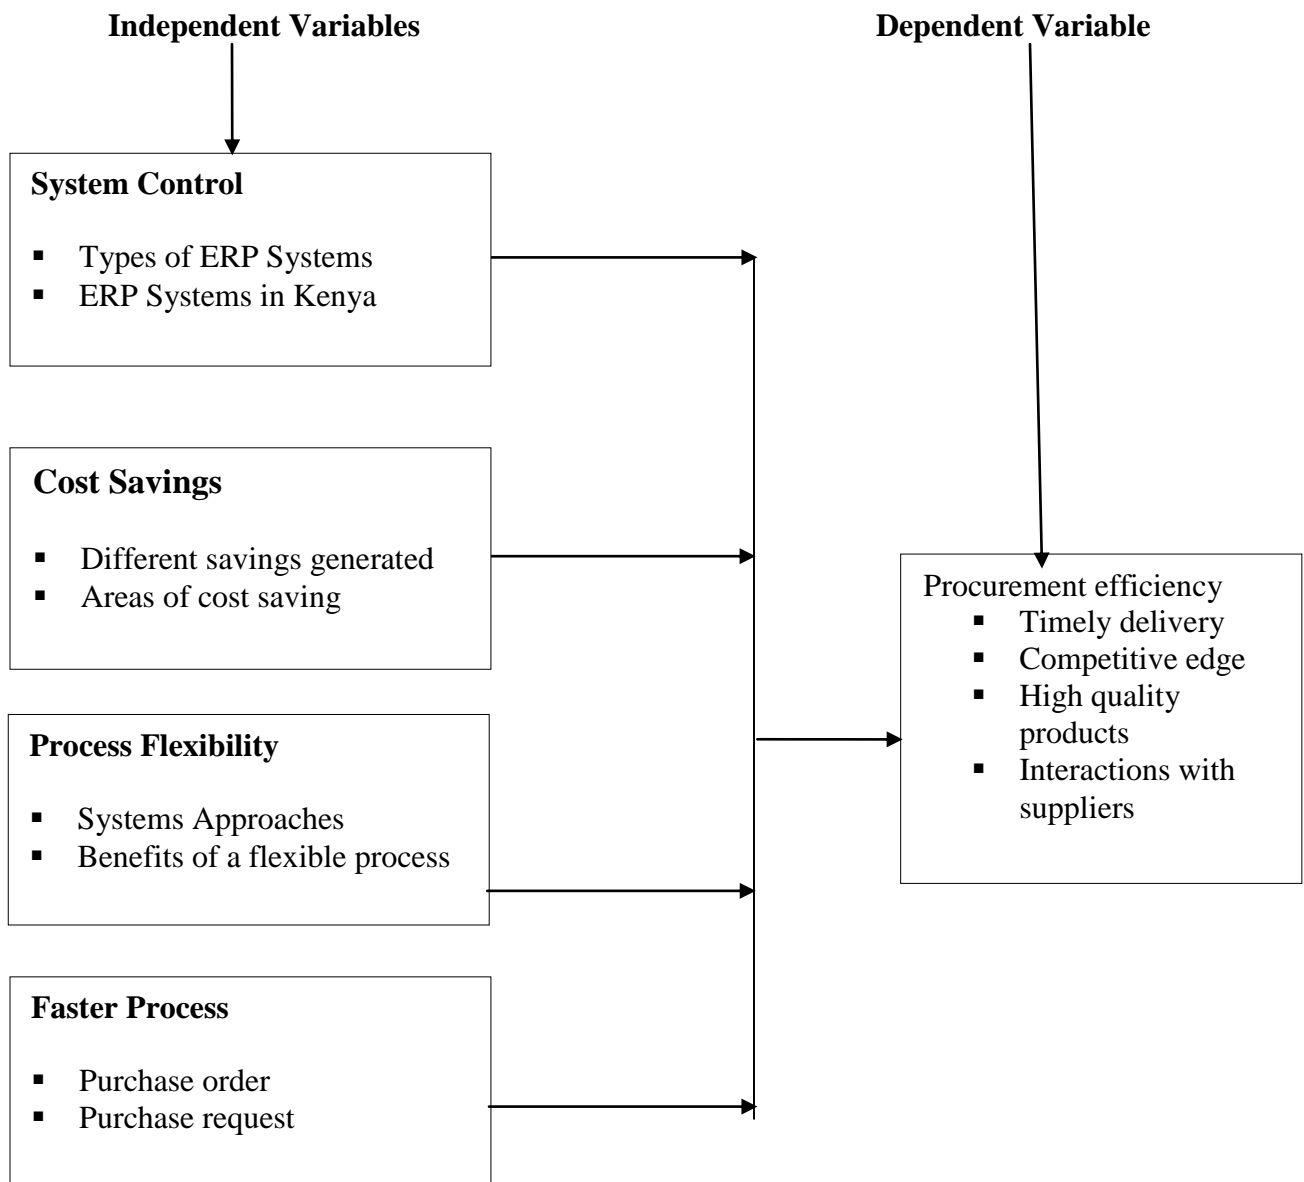 Independent Variables
Dependent Variable
System Control
▪ Types of ERP Systems
▪ ERP Systems in Kenya
Cost Savings
▪ Different savings generated
▪ Areas of cost saving
Process Flexibility
▪ Systems Approaches
▪ Benefits of a flexible process
Faster Process
▪ Purchase order
▪ Purchase request
Procurement efficiency
▪ Timely delivery
▪ Competitive edge
▪ High quality
products
▪ Interactions with
suppliers